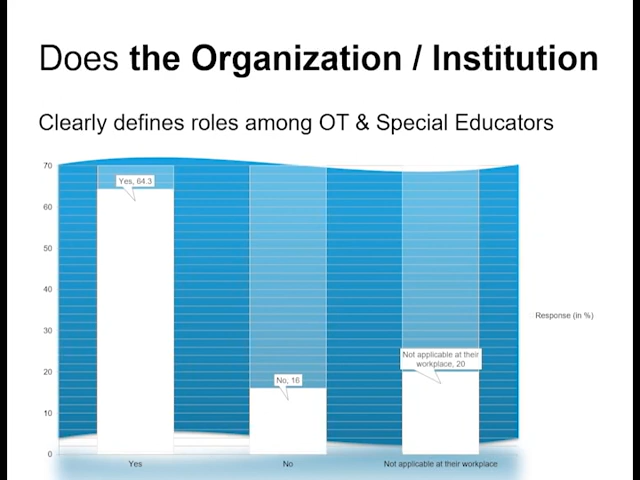 Does the Organization / Institution
Clearly defines roles among OT & Special Educators
70
60
50
40
30
20
10
0
Yes, 64.3
No, 16
Not applicable at their
workplace, 20
Response (in %)
Yes
No
Not applicable at their workplace